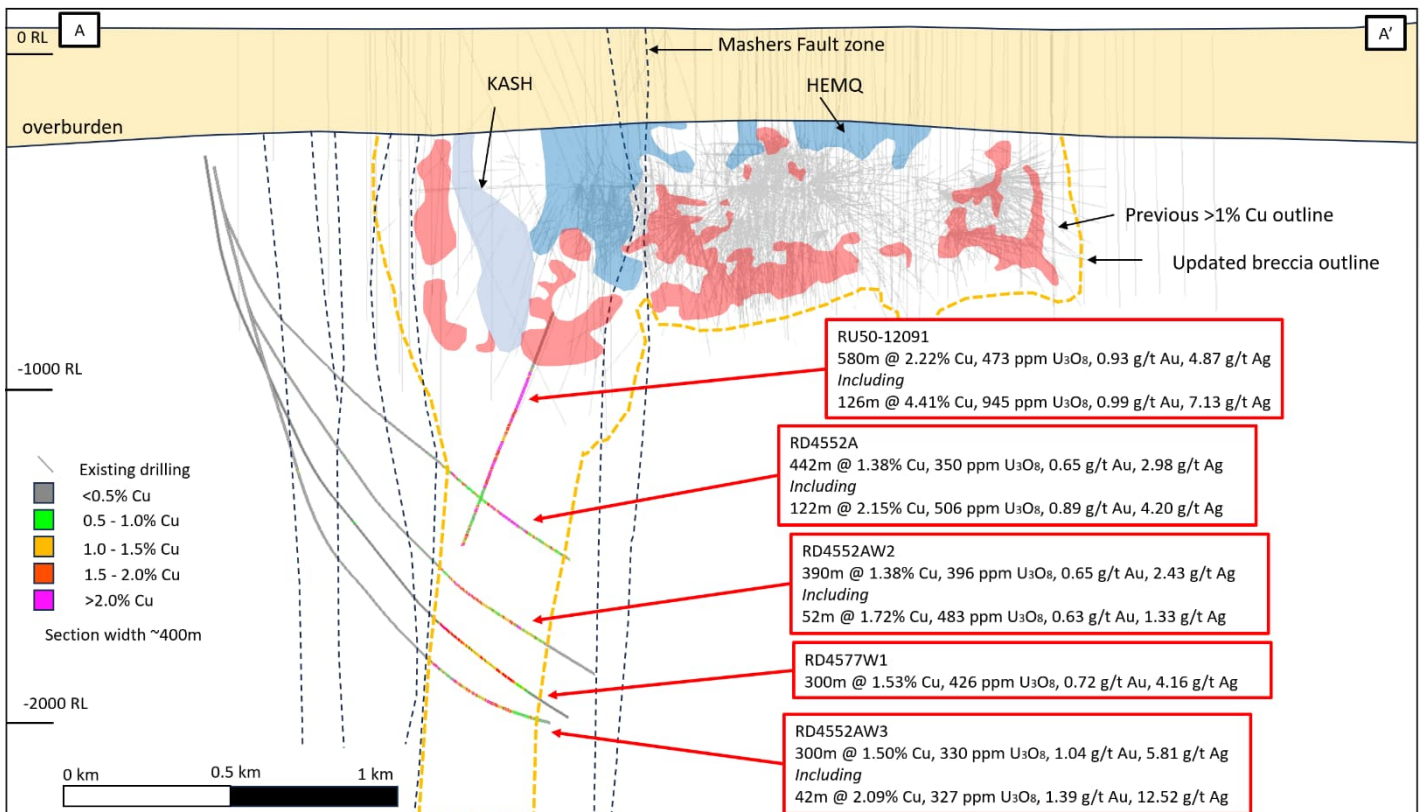 A
A'
0 RL
Mashers Fault zone
KASH
HEMQ
overburden
Previous >1% Cu outline
Updated breccia outline
-1000 RL
RU50-12091
580m @ 2.22% Cu, 473 ppm U₃O₈, 0.93 g/t Au, 4.87 g/t Ag
Including
126m @ 4.41% Cu, 945 ppm U₃O₈, 0.99 g/t Au, 7.13 g/t Ag
RD4552A
442m @ 1.38% Cu, 350 ppm U₃O₈, 0.65 g/t Au, 2.98 g/t Ag
Including
122m @ 2.15% Cu, 506 ppm U₃O₈, 0.89 g/t Au, 4.20 g/t Ag
Existing drilling
<0.5% Cu
0.5 - 1.0% Cu
1.0 - 1.5% Cu
1.5 - 2.0% Cu
>2.0% Cu
Section width ~400m
RD4552AW2
390m @ 1.38% Cu, 396 ppm U₃O₈, 0.65 g/t Au, 2.43 g/t Ag
Including
52m @ 1.72% Cu, 483 ppm U₃O₈, 0.63 g/t Au, 1.33 g/t Ag
RD4577W1
300m @ 1.53% Cu, 426 ppm U₃O₈, 0.72 g/t Au, 4.16 g/t Ag
-2000 RL
RD4552AW3
300m @ 1.50% Cu, 330 ppm U₃O₈, 1.04 g/t Au, 5.81 g/t Ag
Including
42m @ 2.09% Cu, 327 ppm U₃O₈, 1.39 g/t Au, 12.52 g/t Ag
0 km
0.5 km
1 km